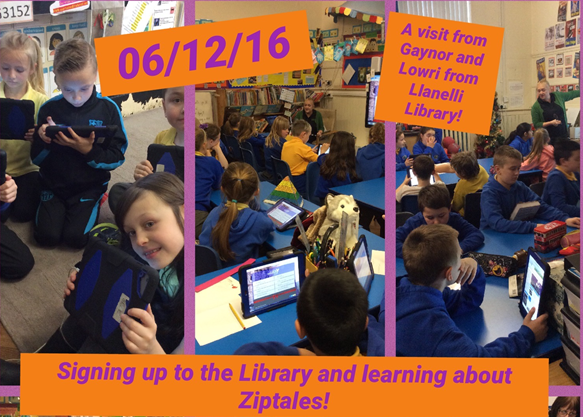 63152
06/12/16
A visit from
Gaynor and
Lowri from
Llanelli
Library!
Signing up to the Library and learning about
Ziptales!